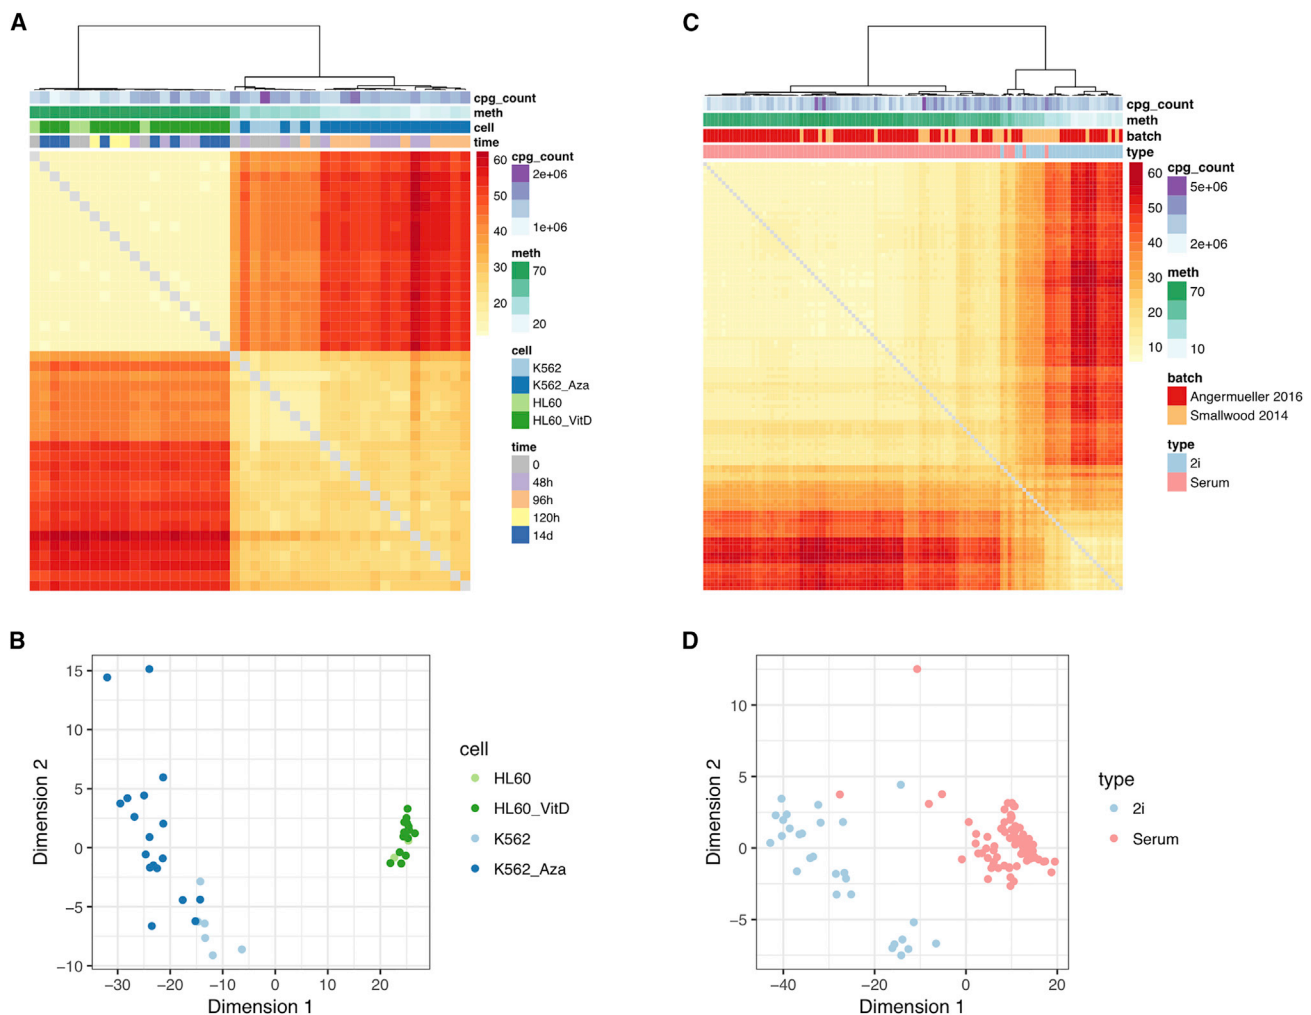 A
cpg_count
meth
cell
time
60
50
40
30
20
cpg_count
2e+06
1e+06
meth
70
20
cell
K562
K562_Aza
HL60
HL60_VitD
time
0
48h
96h
120h
14d
C
cpg_count
meth
batch
type
60
50
40
30
20
10
cpg_count
5e+06
2e+06
meth
70
10
batch
Angermueller 2016
Smallwood 2014
type
2i
Serum
B
15
10
5
0
−5
−10
Dimension 2
−30
−20
−10
0
10
20
Dimension 1
cell
HL60
HL60_VitD
K562
K562_Aza
D
10
5
0
−5
Dimension 2
−40
−20
0
20
Dimension 1
type
2i
Serum